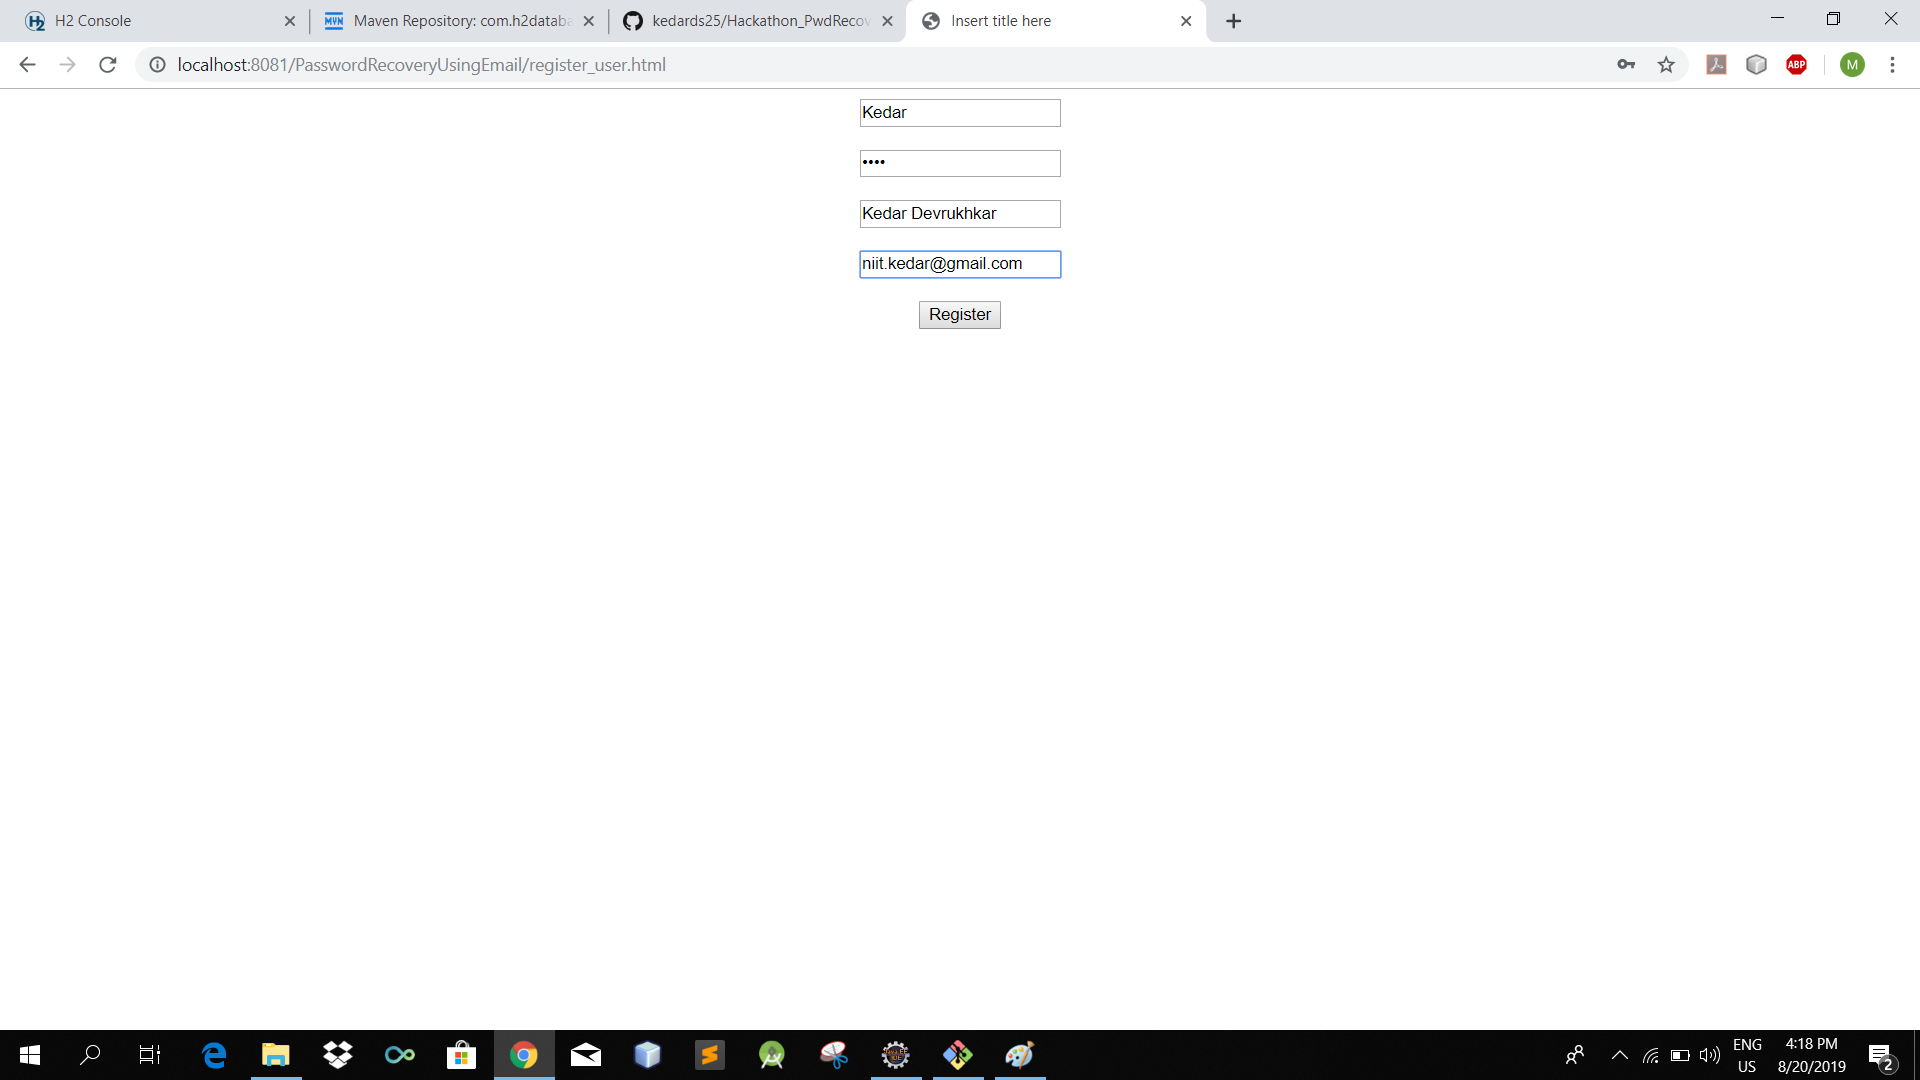 H2 Console
Maven Repository: com.h2databa
kedards25/Hackathon_PwdRecov
Insert title here
localhost:8081/PasswordRecoveryUsingEmail/register_user.html
ABP
M
Kedar
••••
Kedar Devrukhkar
niit.kedar@gmail.com
Register
ENG
US
4:18 PM
8/20/2019
2